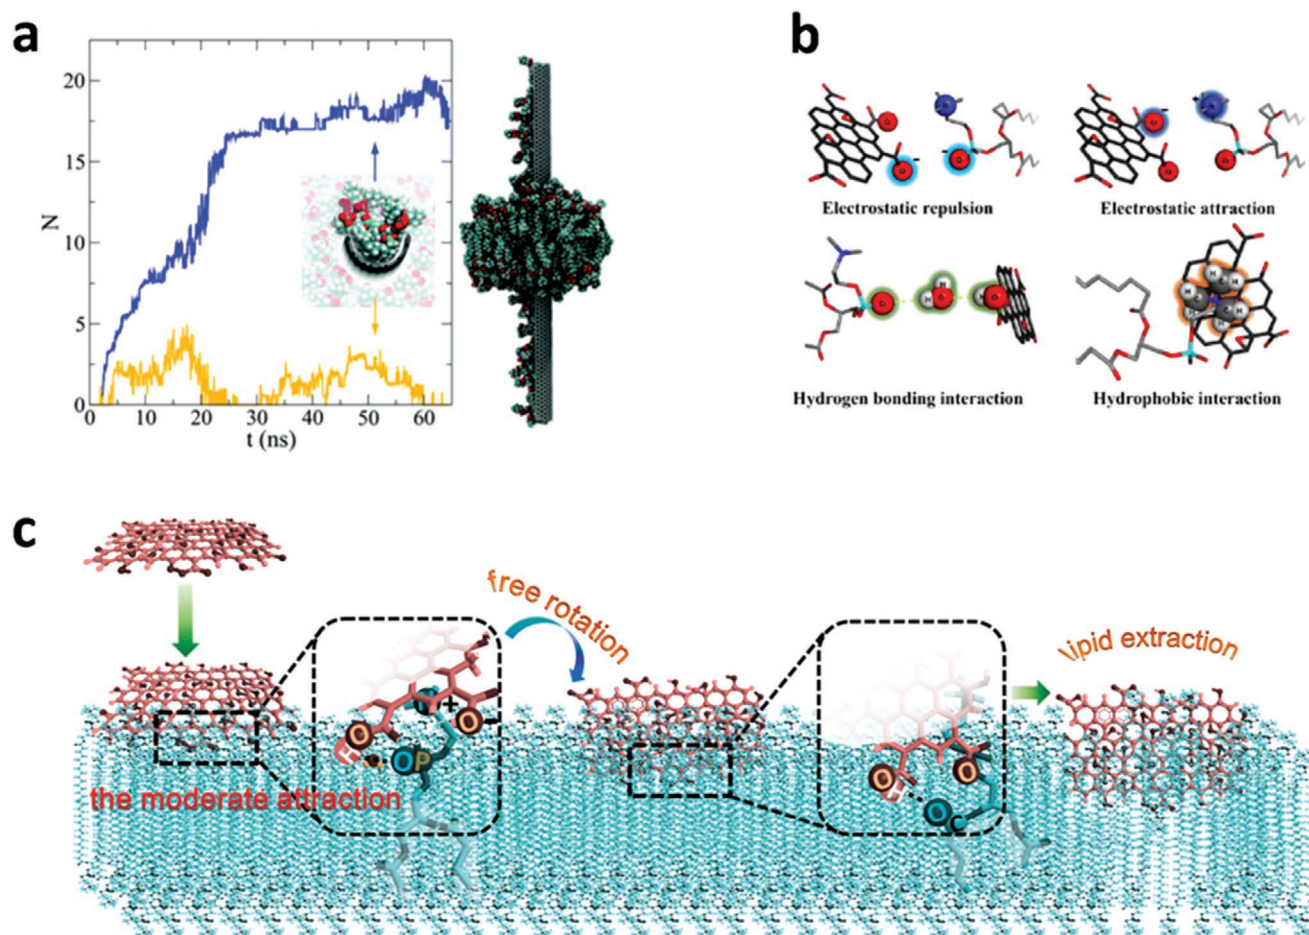 a
20
15
10
5
0
N
0
10
20
30
40
50
60
t (ns)
b
Electrostatic repulsion
Electrostatic attraction
Hydrogen bonding interaction
Hydrophobic interaction
c
free rotation
lipid extraction
the moderate attraction
O
O
H
O
P
+
O
O
H
O
C